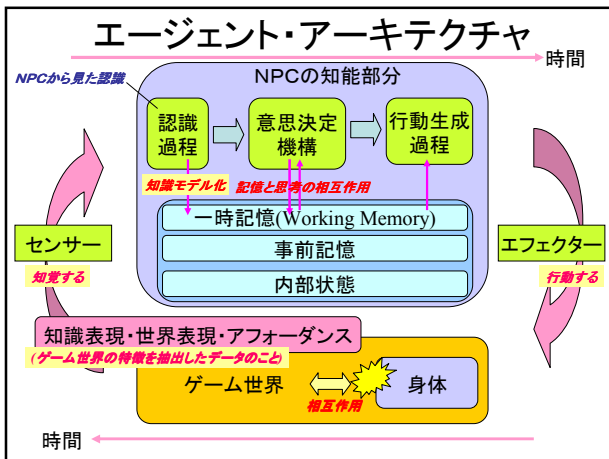 エージェント・アーキテクチャ
時間
NPCから見た認識
NPCの知能部分
認識
過程
意思決定
機構
行動生成
過程
知識モデル化
記憶と思考の相互作用
一時記憶(Working Memory)
事前記憶
内部状態
センサー
知覚する
エフェクター
行動する
知識表現・世界表現・アフォーダンス
(ゲーム世界の特徴を抽出したデータのこと)
ゲーム世界
相互作用
身体
時間